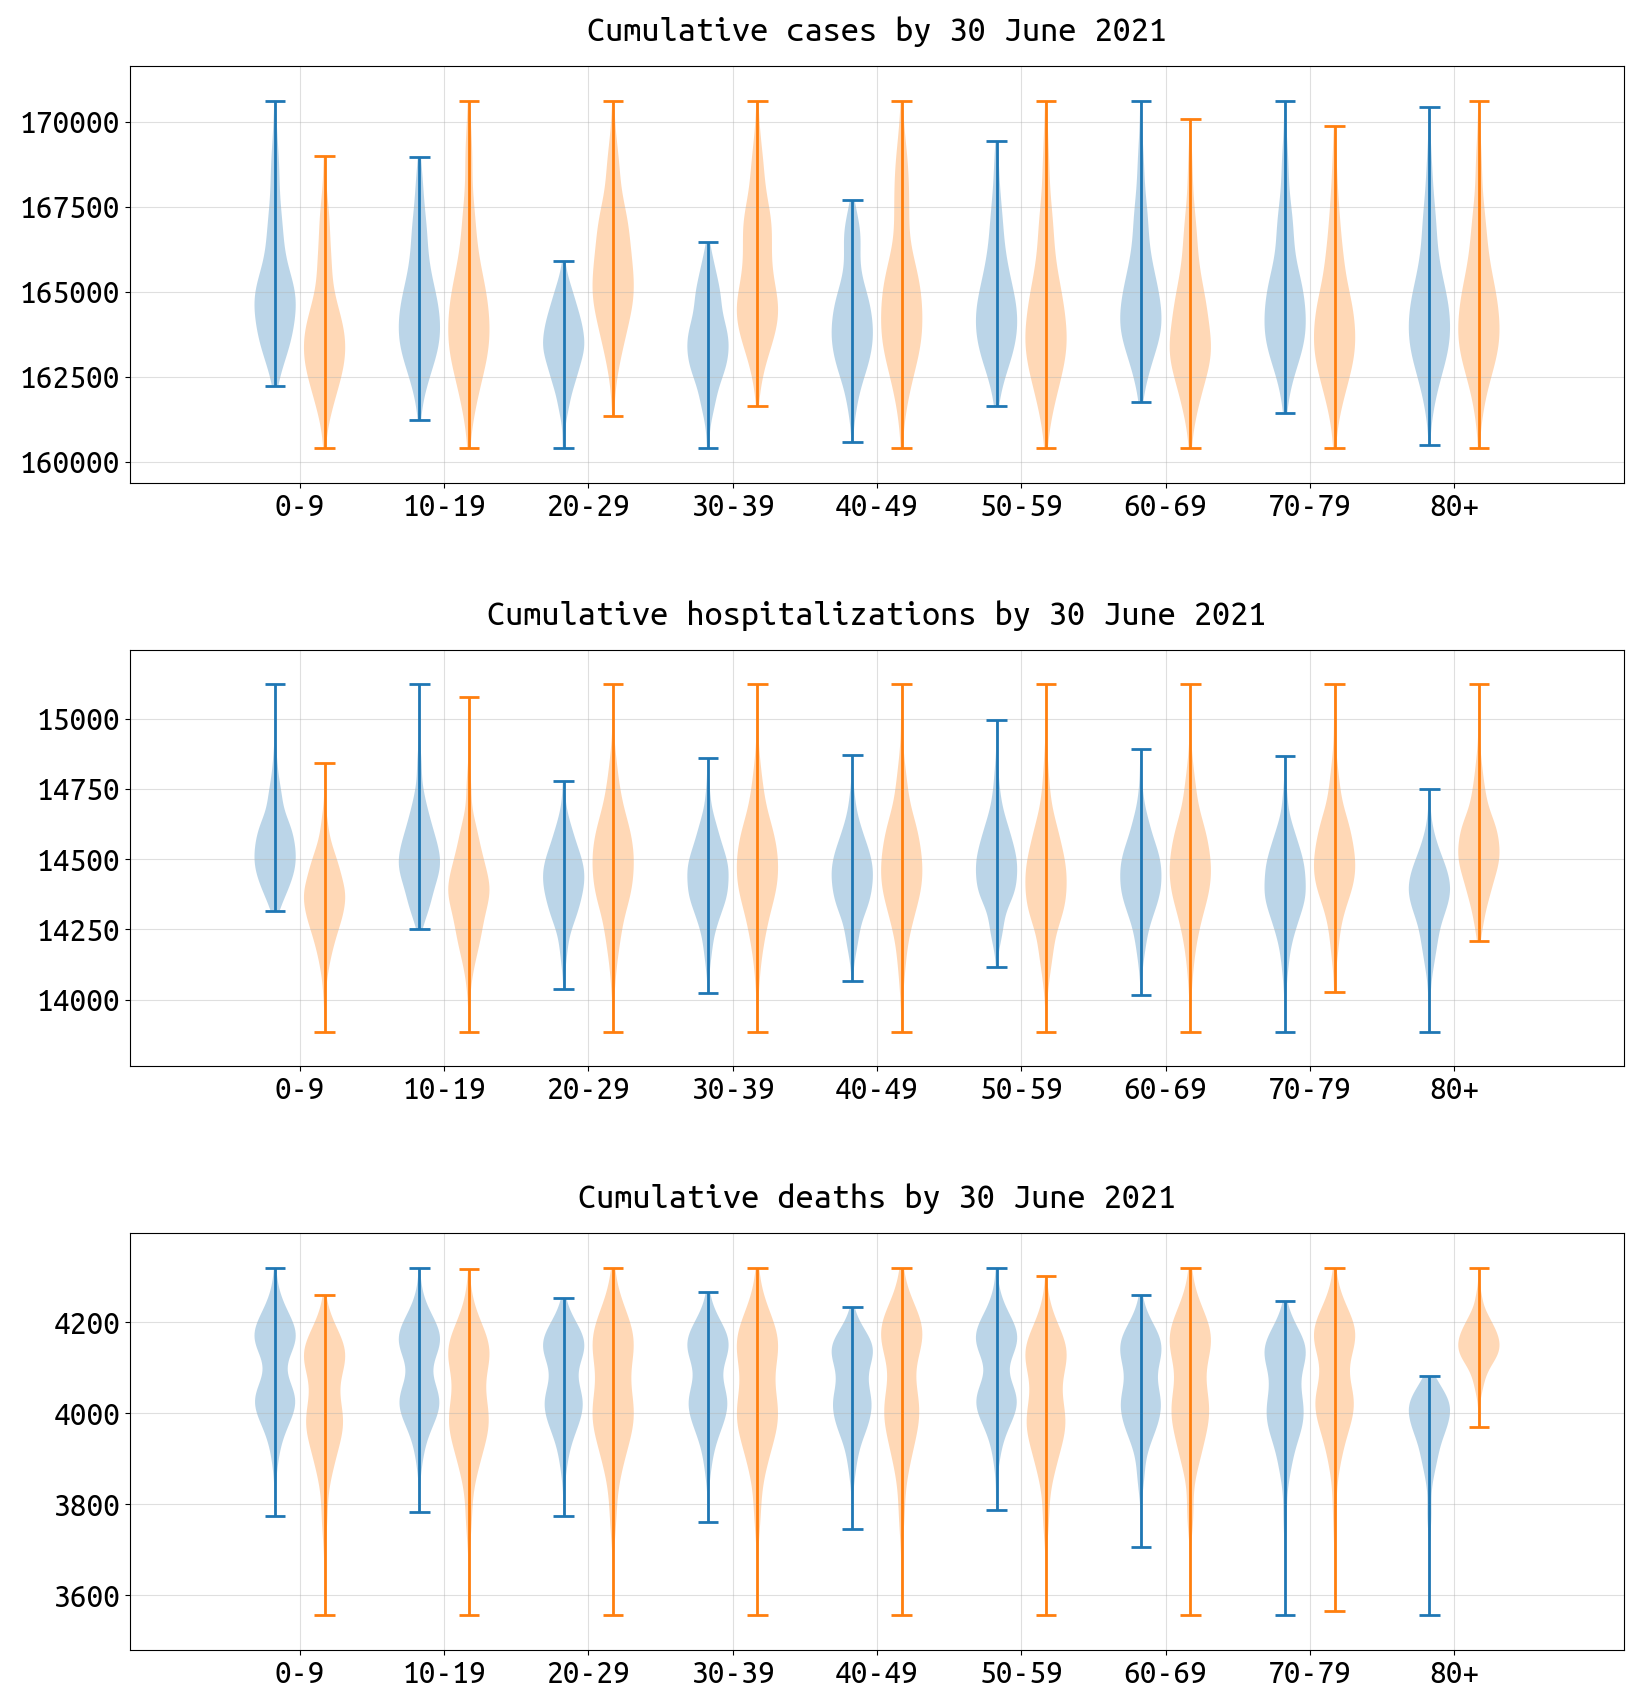 Cumulative cases by 30 June 2021
170000
167500
165000
162500
160000
0-9 10-19 20-29 30-39 40-49 50-59 60-69 70-79 80+
Cumulative hospitalizations by 30 June 2021
15000
14750
14500
14250
14000
0-9 10-19 20-29 30-39 40-49 50-59 60-69 70-79 80+
Cumulative deaths by 30 June 2021
4200
4000
3800
3600
0-9 10-19 20-29 30-39 40-49 50-59 60-69 70-79 80+